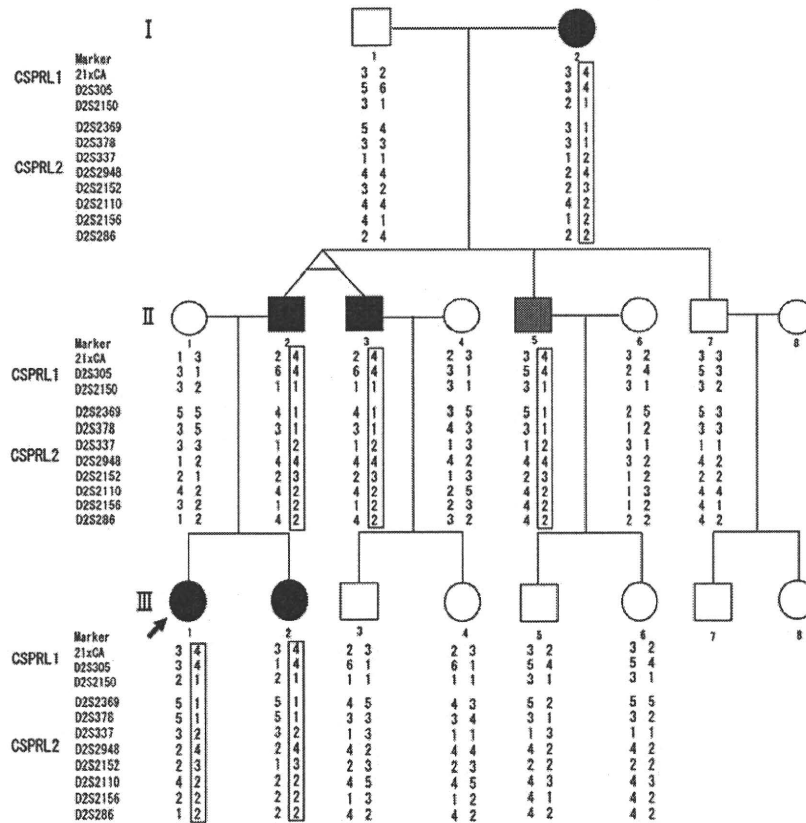 I
1 2
Marker
CSPRL1
21xCA 3 2 3 4
D2S305 5 6 3 4
D2S2150 3 1 2 1
D2S2369 5 4 3 1
D2S378 3 3 3 1
D2S337 1 1 1 2
CSPRL2
D2S2948 4 4 2 4
D2S2152 3 2 2 3
D2S2110 4 4 4 2
D2S2156 4 1 1 2
D2S286 2 4 2 2
II
1 2 3 4 5 6 7 8
Marker
CSPRL1
21xCA 1 3 2 4 2 4 2 3 3 4 3 2 3 3
D2S305 3 1 6 4 6 4 3 1 5 4 2 4 5 3
D2S2150 3 2 1 1 1 1 3 1 3 1 3 1 3 2
D2S2369 5 5 4 1 4 1 3 5 5 1 2 5 5 3
D2S378 3 5 3 1 3 1 4 3 3 1 1 2 3 3
CSPRL2
D2S337 3 3 1 2 1 2 1 3 1 2 3 1 1 1
D2S2948 1 2 4 4 4 4 4 2 4 4 3 2 4 2
D2S2152 2 1 2 3 2 3 1 3 2 3 1 2 2 2
D2S2110 4 2 4 2 4 2 2 5 4 2 1 3 4 4
D2S2156 3 2 1 2 1 2 2 3 4 2 1 2 4 1
D2S286 1 2 4 2 4 2 3 2 4 2 2 2 4 2
III
1 2 3 4 5 6 7 8
Marker
CSPRL1
21xCA 3 4 3 4 2 3 2 3 3 2 3 2
D2S305 3 4 1 4 6 1 6 1 5 4 5 4
D2S2150 2 1 2 1 1 1 1 1 3 1 3 1
D2S2369 5 1 5 1 4 5 4 3 5 2 5 5
D2S378 5 1 5 1 3 3 3 4 3 1 3 2
D2S337 3 2 3 2 1 3 1 1 1 3 1 1
CSPRL2
D2S2948 2 4 2 4 4 2 4 4 4 2 4 2
D2S2152 2 3 1 3 2 3 2 3 2 2 2 2
D2S2110 4 2 2 2 4 5 4 5 4 3 4 3
D2S2156 2 2 2 2 1 3 1 2 4 1 4 2
D2S286 1 2 2 2 4 2 4 2 4 2 4 2